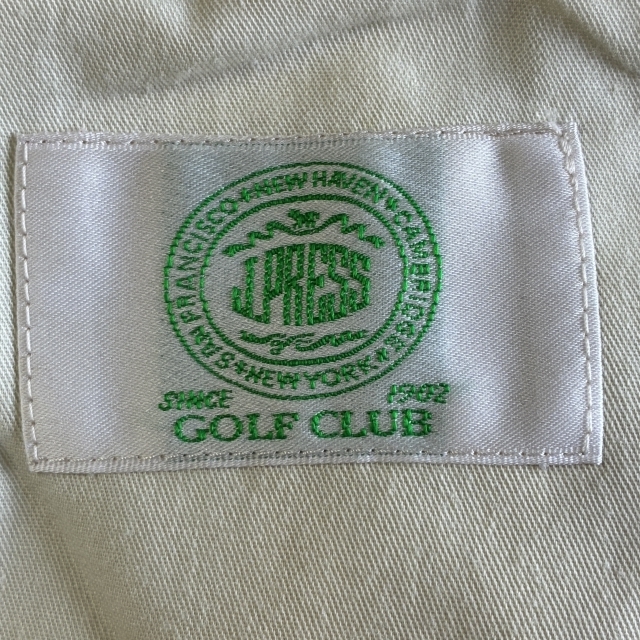 SAN FRANCISCO★NEW HAVEN★CAMBRIDGE★NEW YORK★
J.PRESS
SINCE 1902
GOLF CLUB